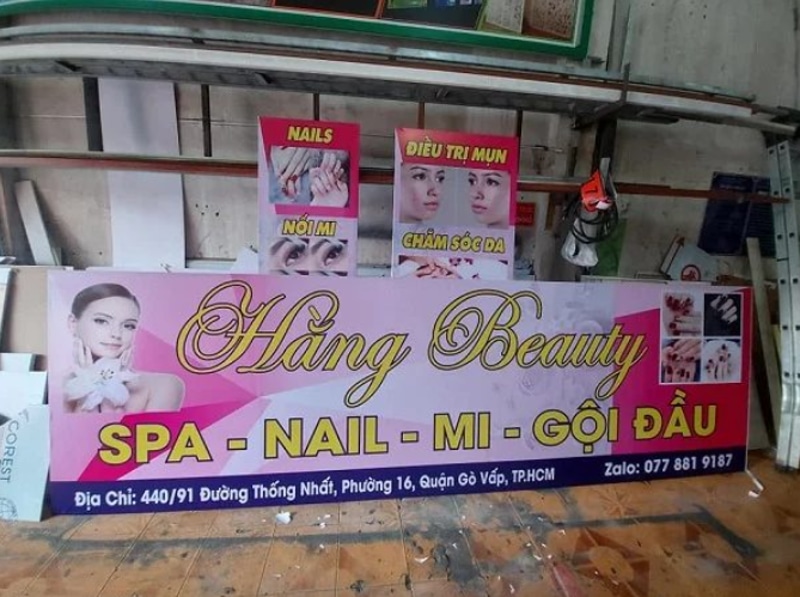 NAILS
NỐI MI
ĐIỀU TRỊ MỤN
CHĂM SÓC DA
Hằng Beauty
SPA - NAIL - MI - GỘI ĐẦU
Địa Chỉ: 440/91 Đường Thống Nhất, Phường 16, Quận Gò Vấp, TP.HCM
Zalo: 077 881 9187
COREST